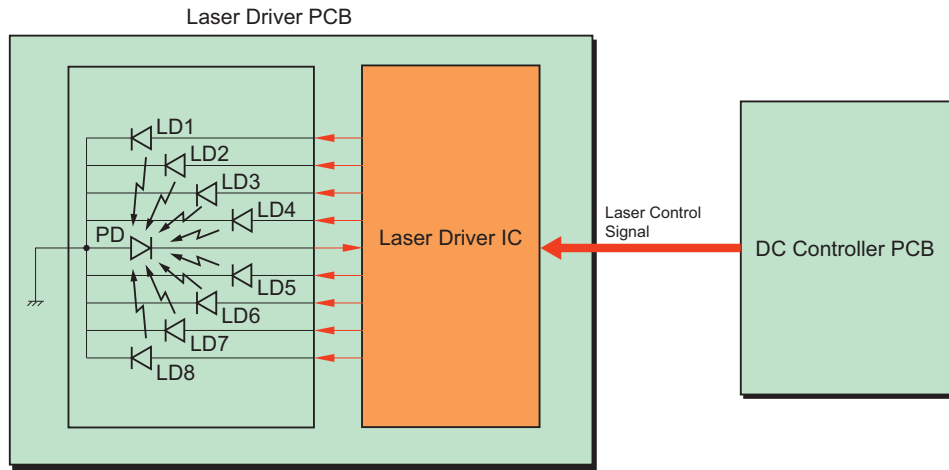 Laser Driver PCB
LD1
LD2
LD3
LD4
PD
LD5
LD6
LD7
LD8
Laser Driver IC
Laser Control
Signal
DC Controller PCB